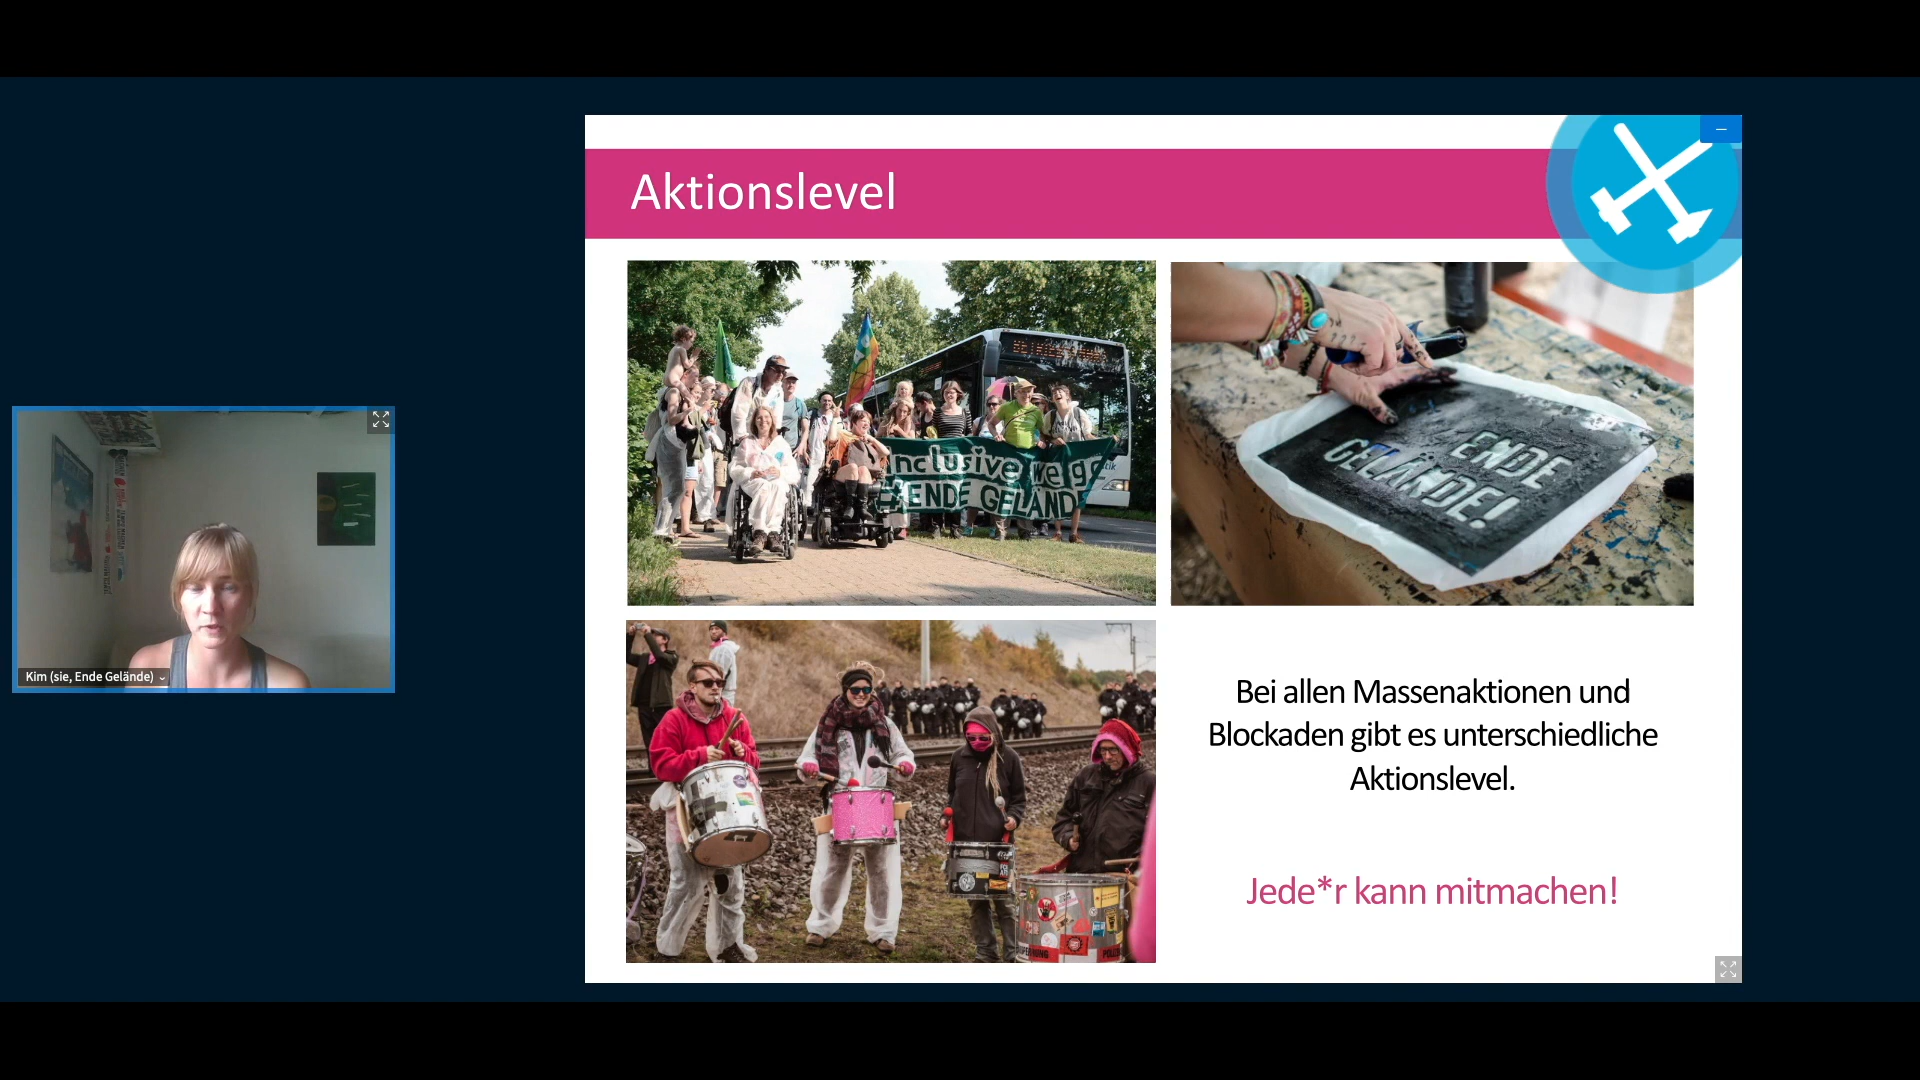 Aktionslevel
inclusive we go
#ENDE GELÄND
ENDE
GELÄNDE!
Bei allen Massenaktionen und
Blockaden gibt es unterschiedliche
Aktionslevel.
Jede*r kann mitmachen!
Kim (sie, Ende Gelände)